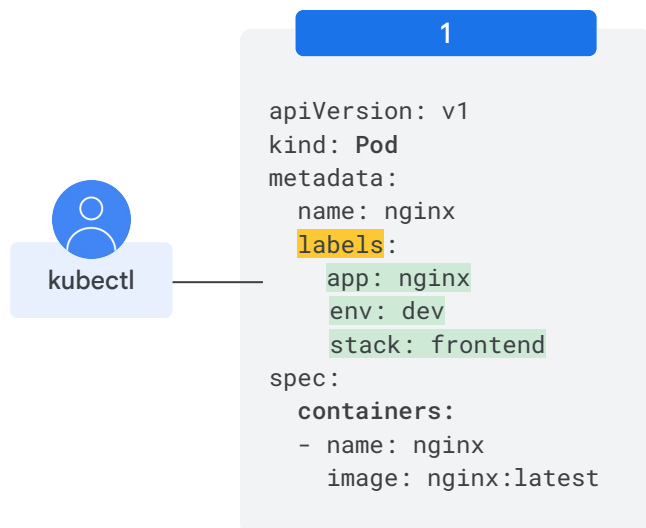 1
apiVersion: v1
kind: Pod
metadata:
  name: nginx
  labels:
    app: nginx
    env: dev
    stack: frontend
spec:
  containers:
  - name: nginx
    image: nginx:latest
kubectl